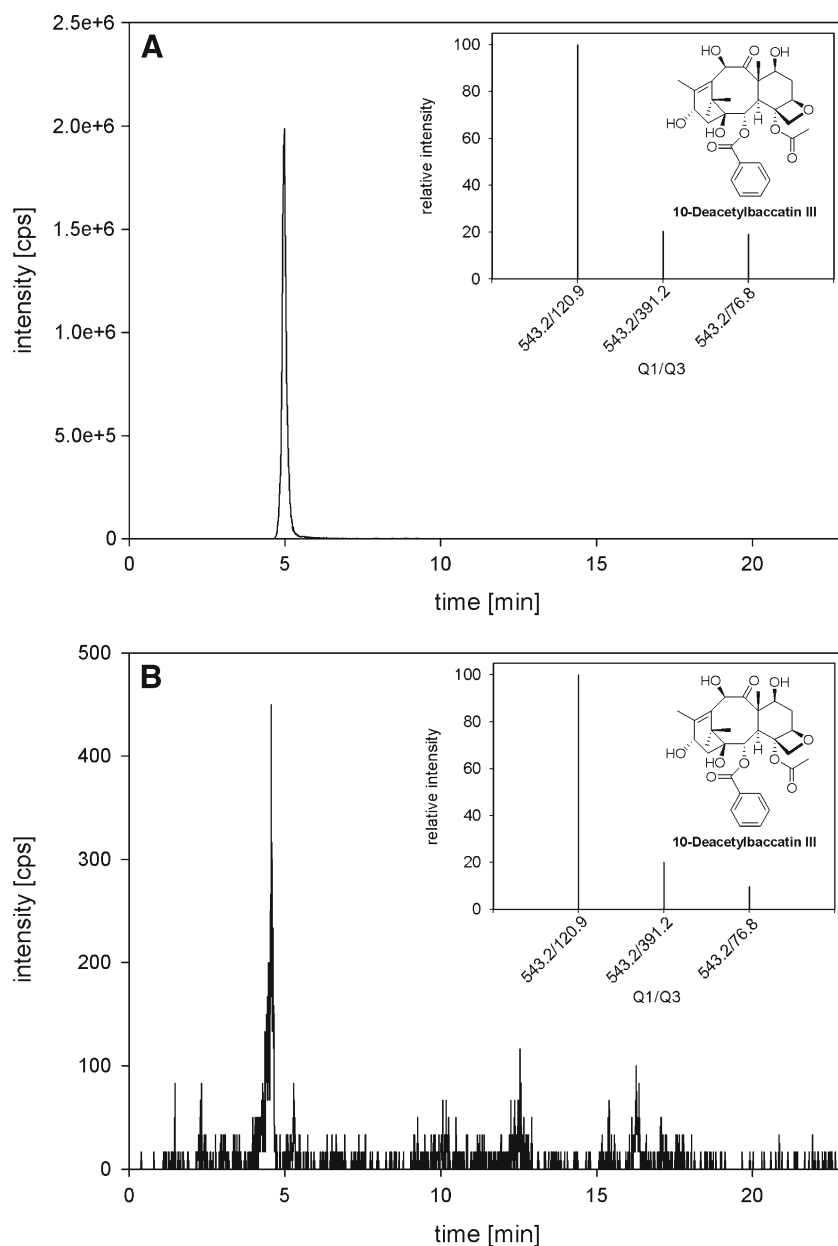 A
2.5e+6
2.0e+6
1.5e+6
1.0e+6
5.0e+5
0
intensity [cps]
0 5 10 15 20
time [min]
100
80
60
40
20
0
relative intensity
HO O OH
HO HO O H O O
O O
10-Deacetylbaccatin III
543.2/120.9 543.2/391.2 543.2/76.8
Q1/Q3
B
500
400
300
200
100
0
intensity [cps]
0 5 10 15 20
time [min]
100
80
60
40
20
0
relative intensity
HO O OH
HO HO O H O O
O O
10-Deacetylbaccatin III
543.2/120.9 543.2/391.2 543.2/76.8
Q1/Q3